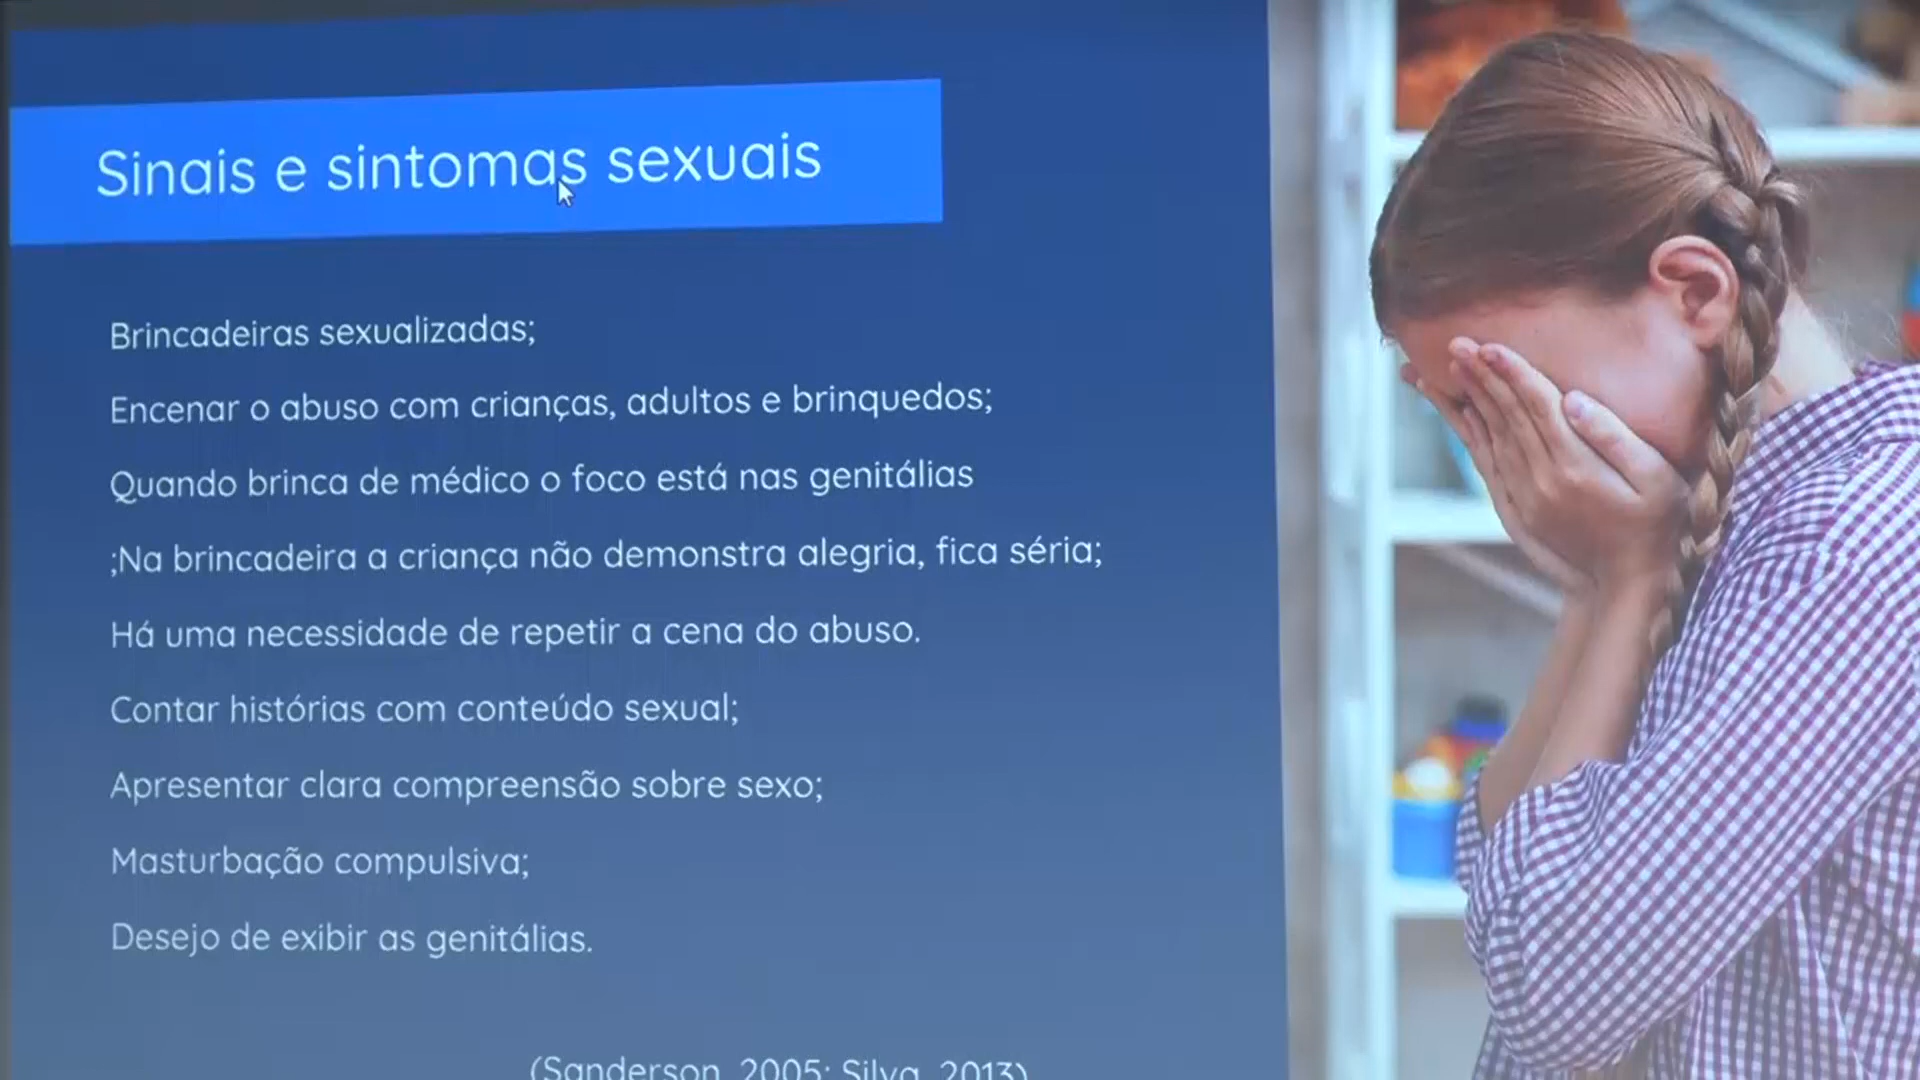 Sinais e sintomas sexuais
Brincadeiras sexualizadas;
Encenar o abuso com crianças, adultos e brinquedos;
Quando brinca de médico o foco está nas genitálias
;Na brincadeira a criança não demonstra alegria, fica séria;
Há uma necessidade de repetir a cena do abuso.
Contar histórias com conteúdo sexual;
Apresentar clara compreensão sobre sexo;
Masturbação compulsiva;
Desejo de exibir as genitálias.
(Sanderson, 2005; Silva, 2013)